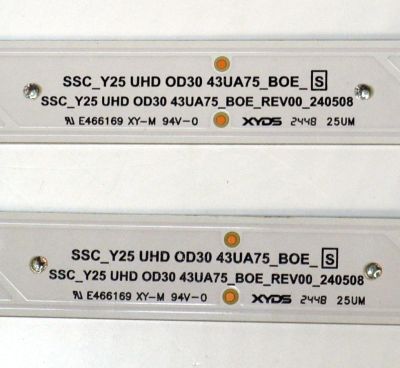 SSC_Y25 UHD OD30 43UA75_BOE_ S
SSC_Y25 UHD OD30 43UA75_BOE_REV00_240508
E466169 XY-M 94V-0 XYDS 2448 25UM
SSC_Y25 UHD OD30 43UA75_BOE_ S
SSC_Y25 UHD OD30 43UA75_BOE_REV00_240508
E466169 XY-M 94V-0 XYDS 2448 25UM